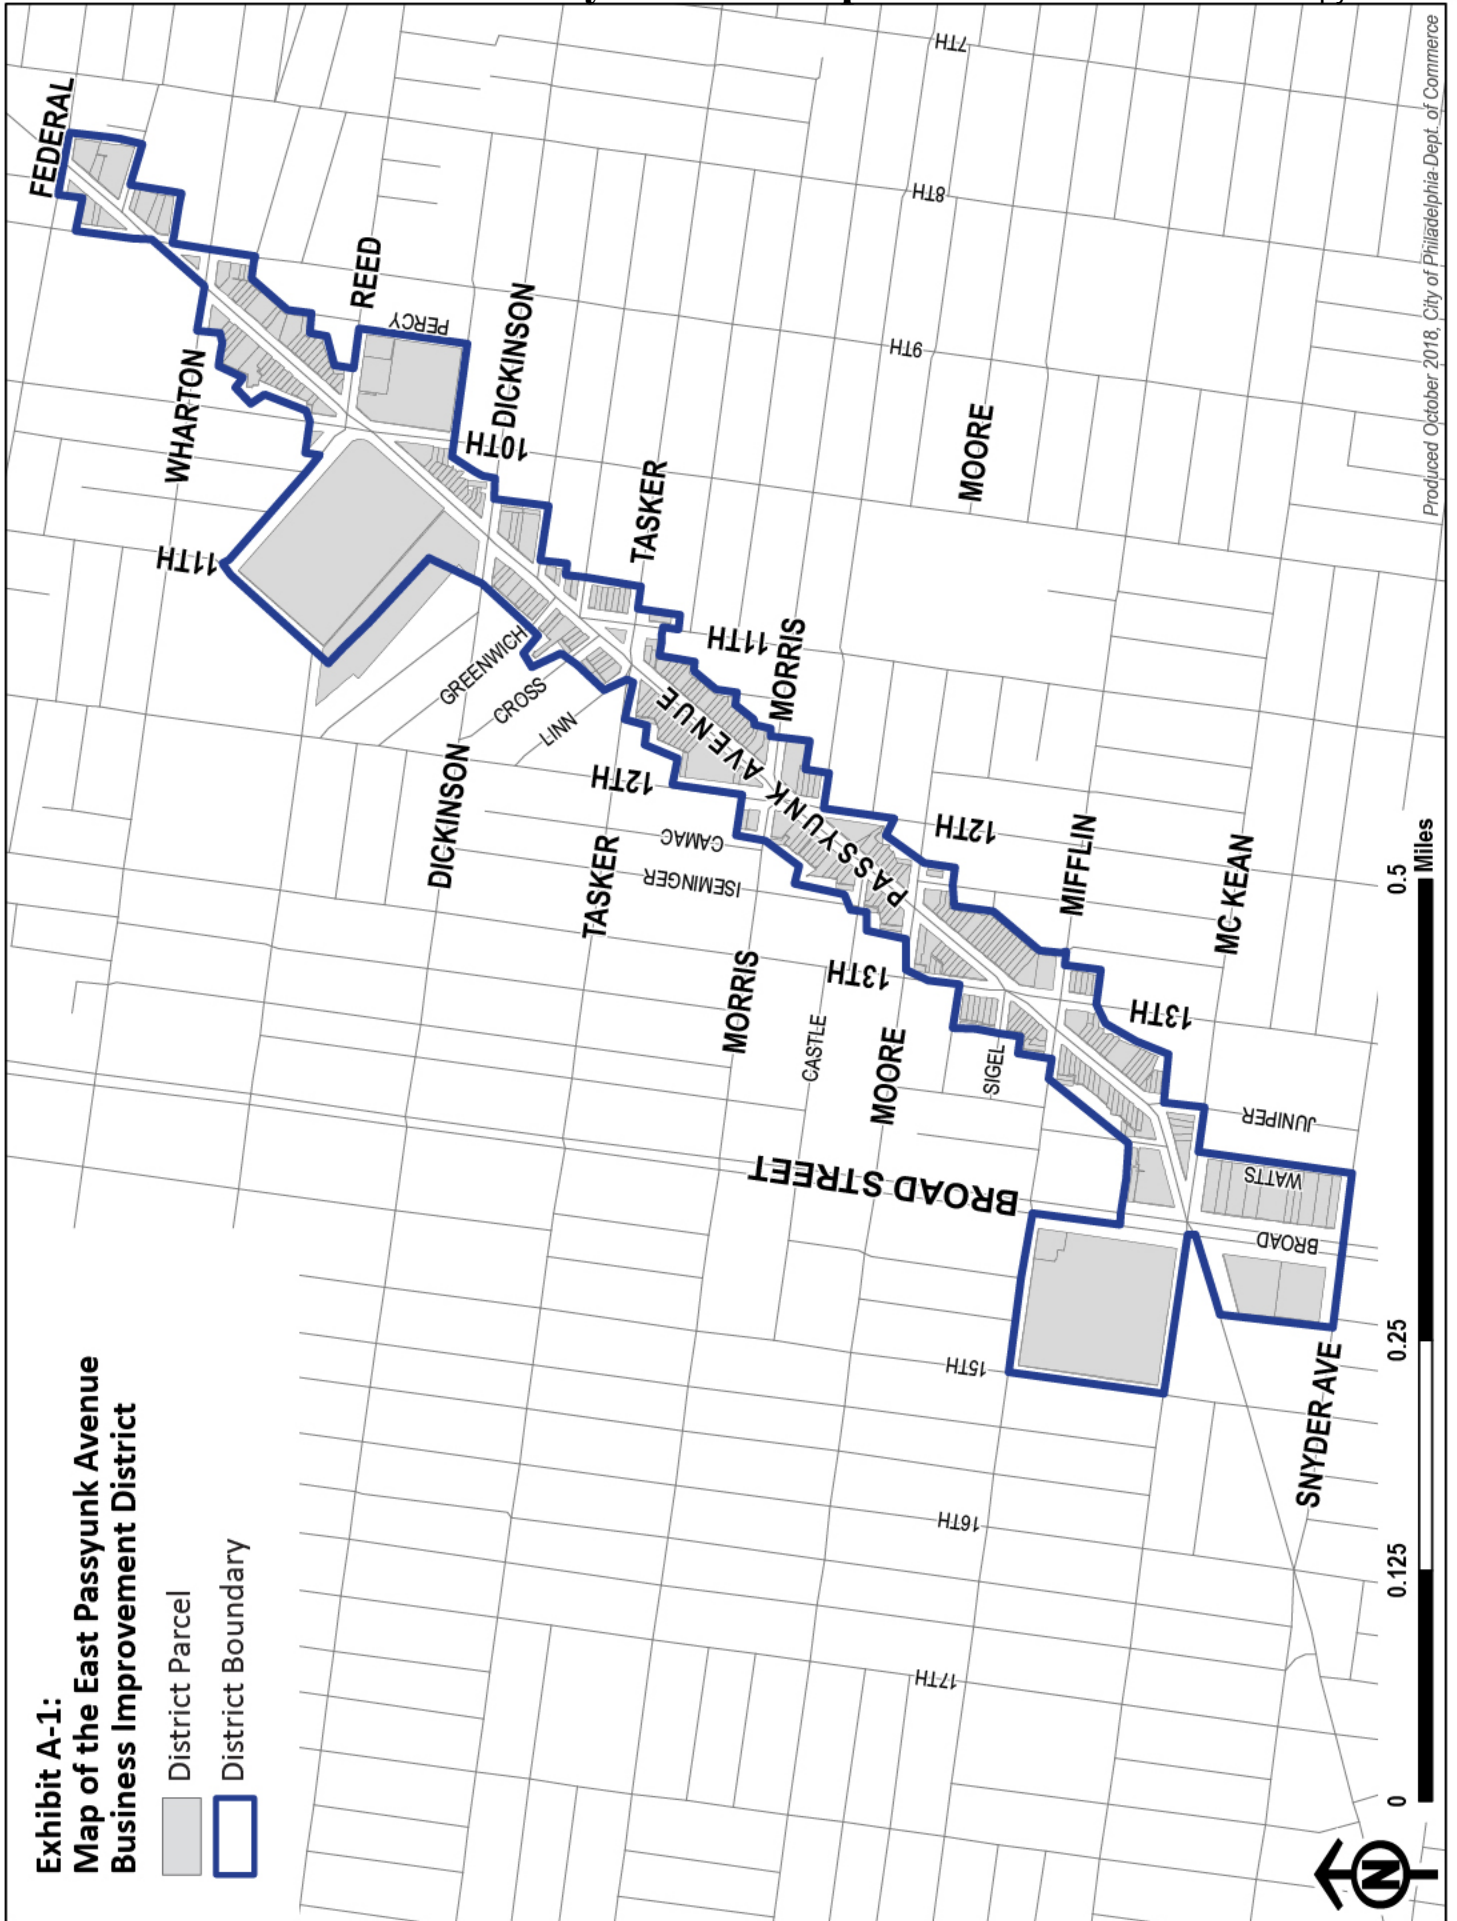 Exhibit A-1:
Map of the East Passyunk Avenue
Business Improvement District
District Parcel
District Boundary
FEDERAL
WHARTON
REED
PERCY
11TH
10TH
DICKINSON
GREENWICH
CROSS
LINN
DICKINSON
TASKER
11TH
MORRIS
12TH
CAMAC
ISEMINGER
TASKER
PASSYUNK AVENUE
7TH
8TH
9TH
MOORE
12TH
MIFFLIN
MC KEAN
13TH
MORRIS
CASTLE
MOORE
SIGEL
13TH
JUNIPER
WATTS
BROAD
BROAD STREET
15TH
16TH
17TH
SNYDER AVE
0
0.125
0.25
0.5
Miles
N
Produced October 2018, City of Philadelphia Dept. of Commerce